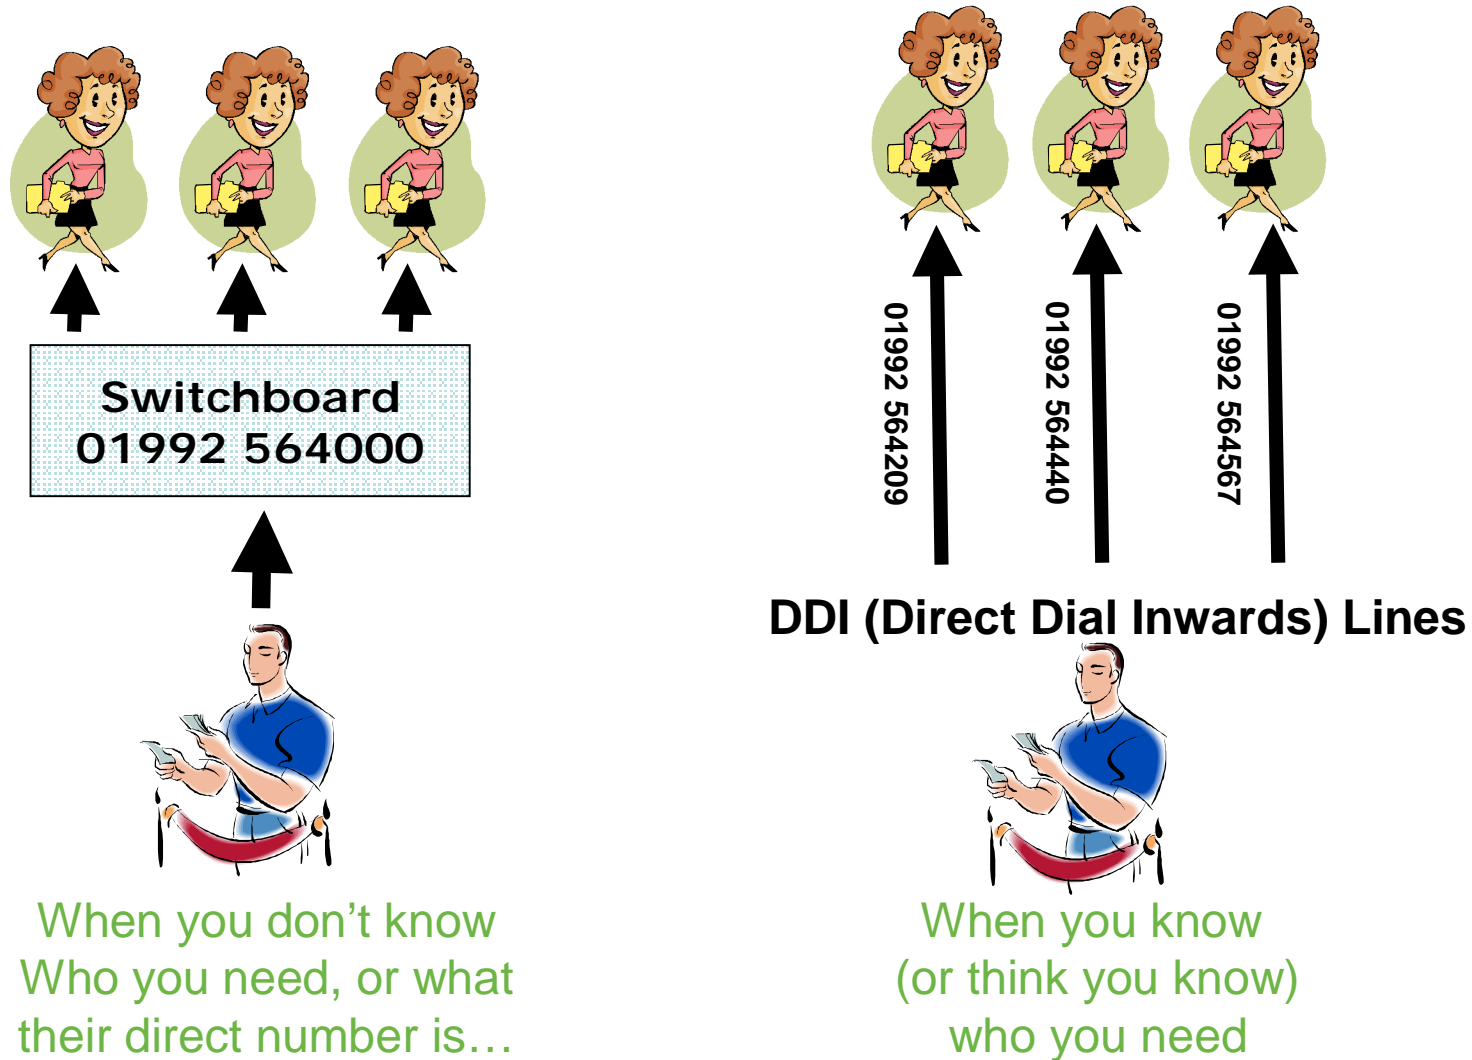 Switchboard
01992 564000
When you don’t know
Who you need, or what
their direct number is…
01992 564209
01992 564440
01992 564567
DDI (Direct Dial Inwards) Lines
When you know
(or think you know)
who you need